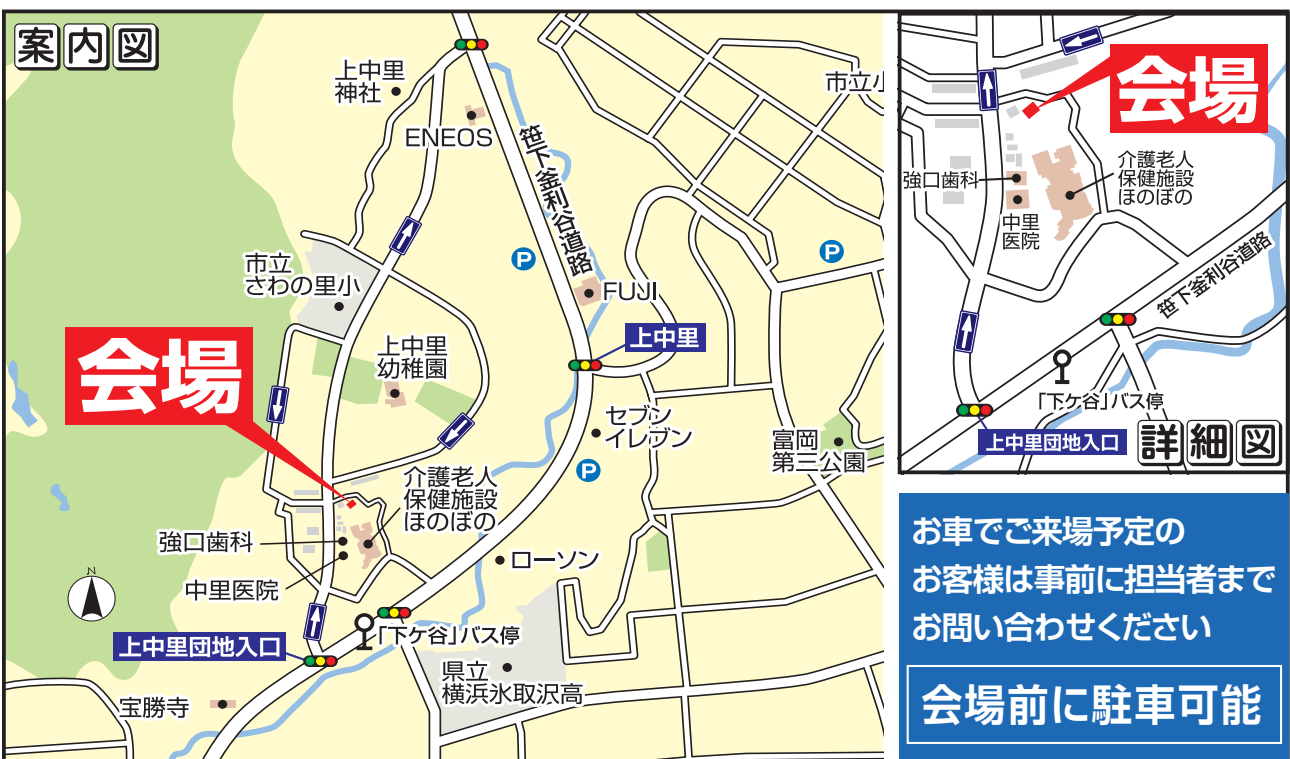 案内図
上中里
神社
ENEOS
笹下釜利谷道路
市立小
市立
さわの里小
P
P
FUJI
上中里
会場
上中里
幼稚園
セブン
イレブン
富岡
第三公園
P
介護老人
保健施設
ほのぼの
強口歯科
中里医院
ローソン
N
「下ケ谷」バス停
上中里団地入口
県立
横浜氷取沢高
宝勝寺
会場
介護老人
保健施設
ほのぼの
強口歯科
中里
医院
笹下釜利谷道路
「下ケ谷」バス停
上中里団地入口
詳細図
お車でご来場予定の
お客様は事前に担当者まで
お問い合わせください
会場前に駐車可能